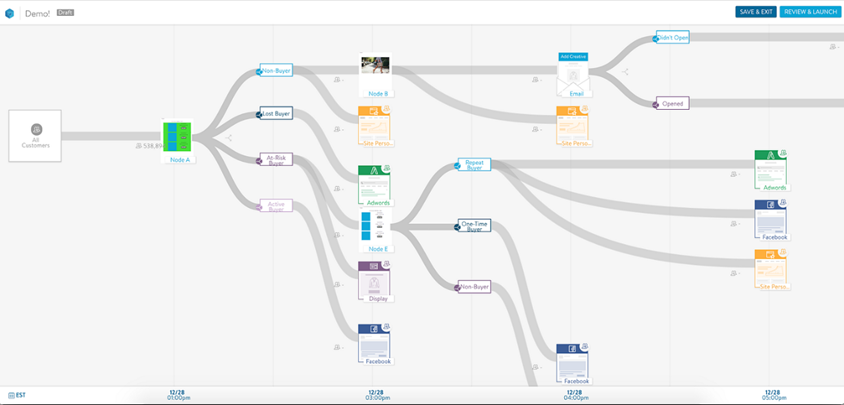 Demo!
Draft
SAVE & EXIT
REVIEW & LAUNCH
Didn't Open
Add Creative
Non-Buyer
Node B
Email
Opened
All
Customers
Lost Buyer
Site Perso...
Site Perso...
538,89
Node A
At-Risk
Buyer
Repeat
Buyer
Adwords
Adwords
Active
Buyer
One-Time
Buyer
Facebook
Node E
Non-Buyer
Site Perso...
Display
Facebook
Facebook
EST
12/28
01:00pm
12/28
03:00pm
12/28
04:00pm
12/28
05:00pm